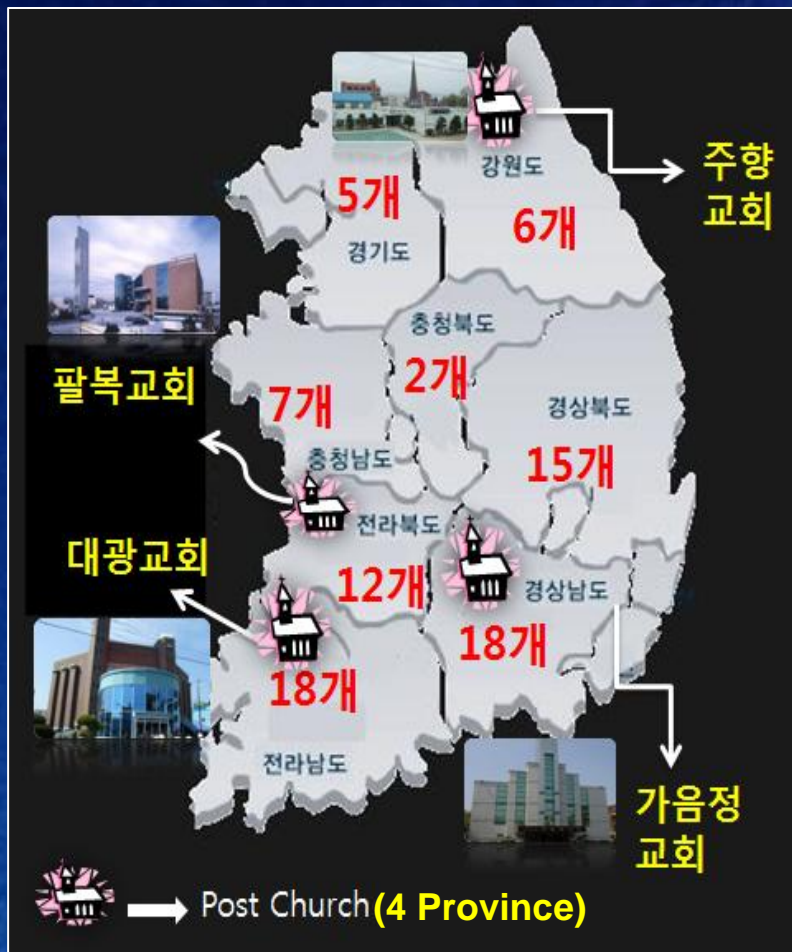 주향
교회
강원도
5개
6개
경기도
충청북도
팔복교회
2개
7개
경상북도
충청남도
15개
전라북도
대광교회
12개
경상남도
18개
18개
전라남도
가음정
교회
Post Church(4 Province)